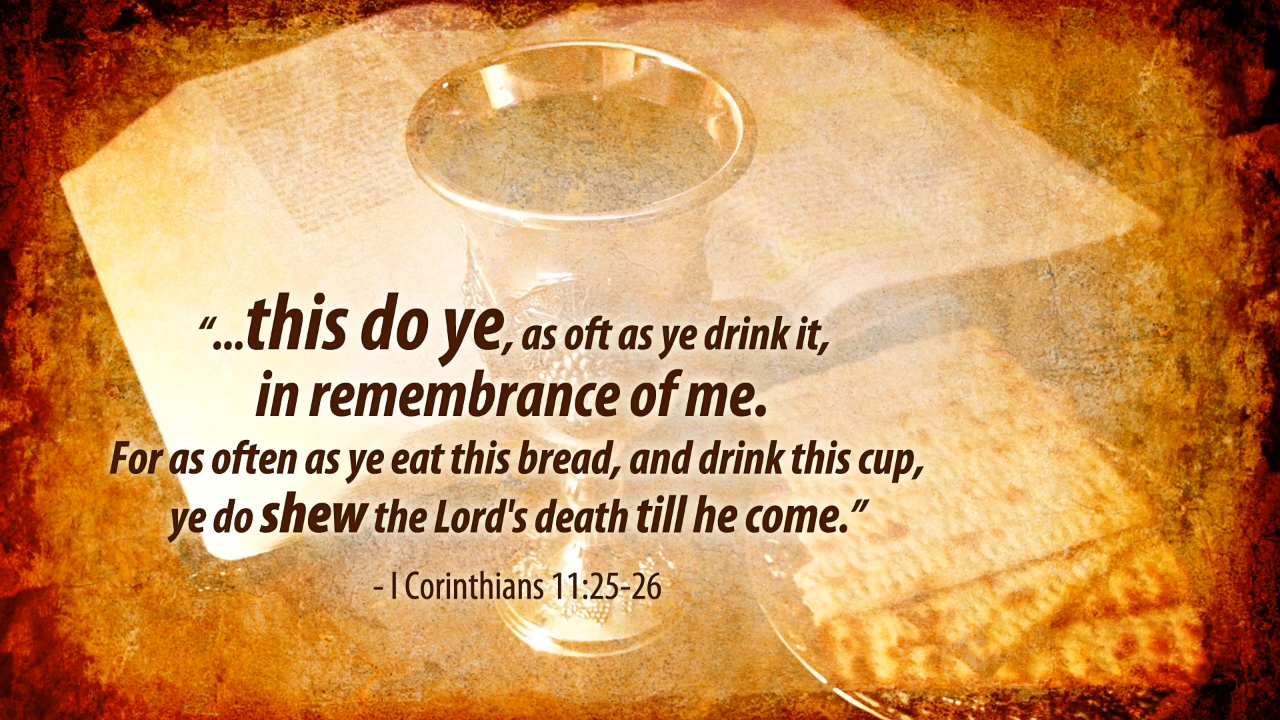 “...this do ye, as oft as ye drink it,
in remembrance of me.
For as often as ye eat this bread, and drink this cup,
ye do shew the Lord's death till he come.”
- I Corinthians 11:25-26